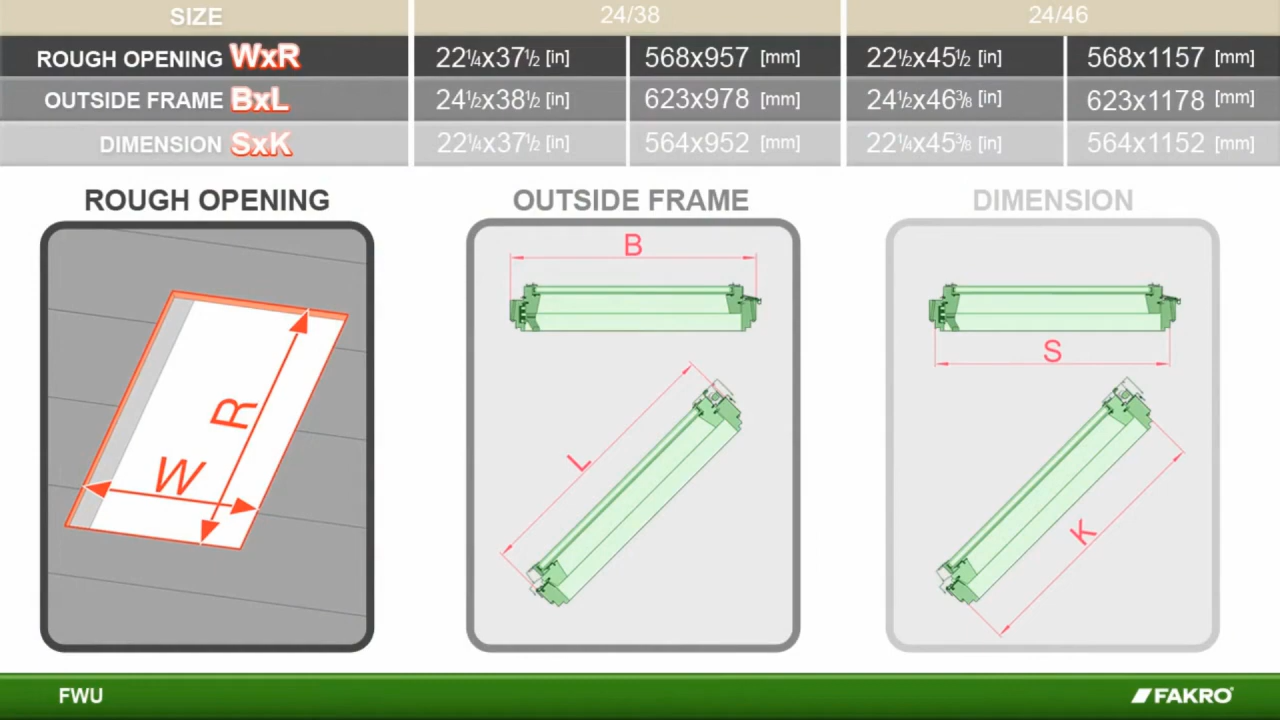 SIZE 24/38 24/46
ROUGH OPENING WxR 22¼x37½ [in] 568x957 [mm] 22½x45½ [in] 568x1157 [mm]
OUTSIDE FRAME BxL 24½x38½ [in] 623x978 [mm] 24½x46⅜ [in] 623x1178 [mm]
DIMENSION SxK 22¼x37½ [in] 564x952 [mm] 22¼x45⅜ [in] 564x1152 [mm]
ROUGH OPENING
OUTSIDE FRAME
DIMENSION
R
W
B
L
S
K
FWU
FAKRO®